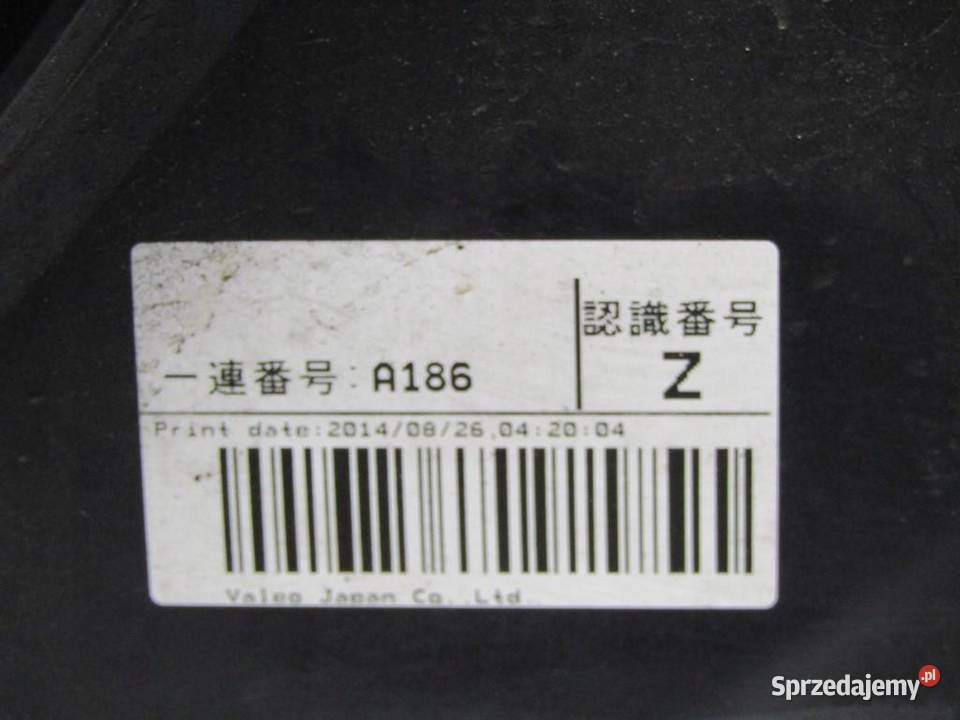 認識番号
一連番号:A186
Z
Print date:2014/08/26,04:20:04
Valeo Japan Co.,Ltd.
Sprzedajemy.pl